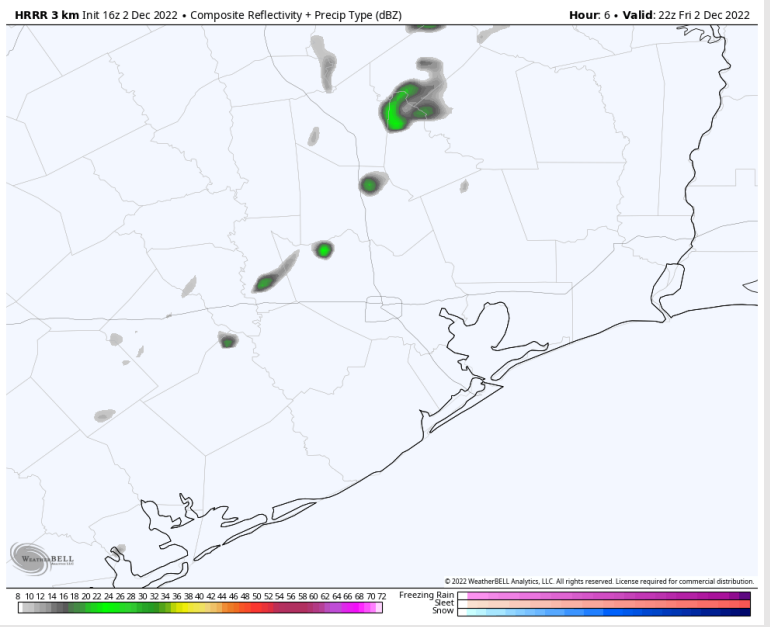 HRRR 3 km Init 16z 2 Dec 2022 • Composite Reflectivity + Precip Type (dBZ)
Hour: 6 • Valid: 22z Fri 2 Dec 2022
WEATHERBELL
© 2022 WeatherBELL Analytics, LLC. All rights reserved. License required for commercial distribution.
8 10 12 14 16 18 20 22 24 26 28 30 32 34 36 38 40 42 44 46 48 50 52 54 56 58 60 62 64 66 68 70 72
Freezing Rain
Sleet
Snow